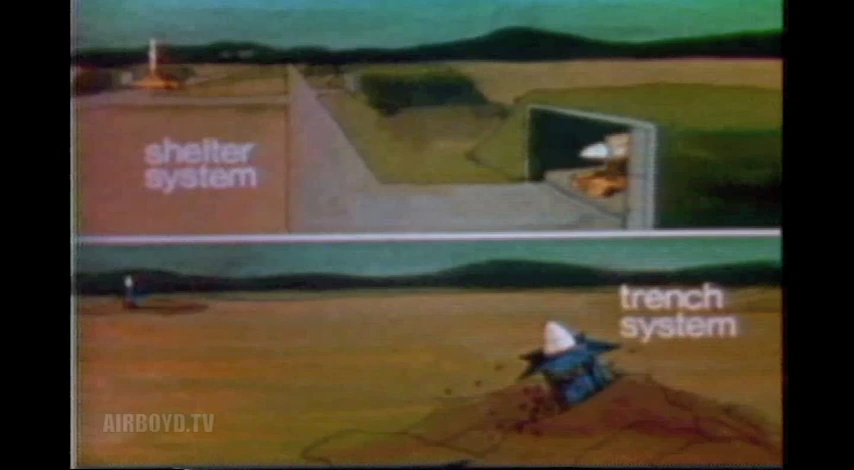 shelter
system
trench
system
AIRBOYD.TV